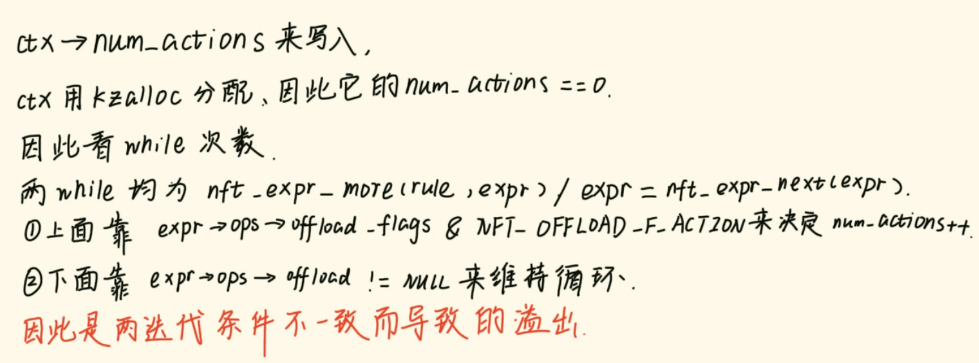 ctx→num_actions 来写入,
ctx 用 kzalloc 分配、因此它的 num_actions == 0.
因此看 while 次数.
两 while 均为 nft_expr_more(rule, expr) / expr = nft_expr_next(expr).
①上面靠 expr→ops→offload_flags & NFT_OFFLOAD_F_ACTION 来决定 num_actions++.
②下面靠 expr→ops→offload != NULL 来维持循环、.
因此是两迭代条件不一致而导致的溢出.